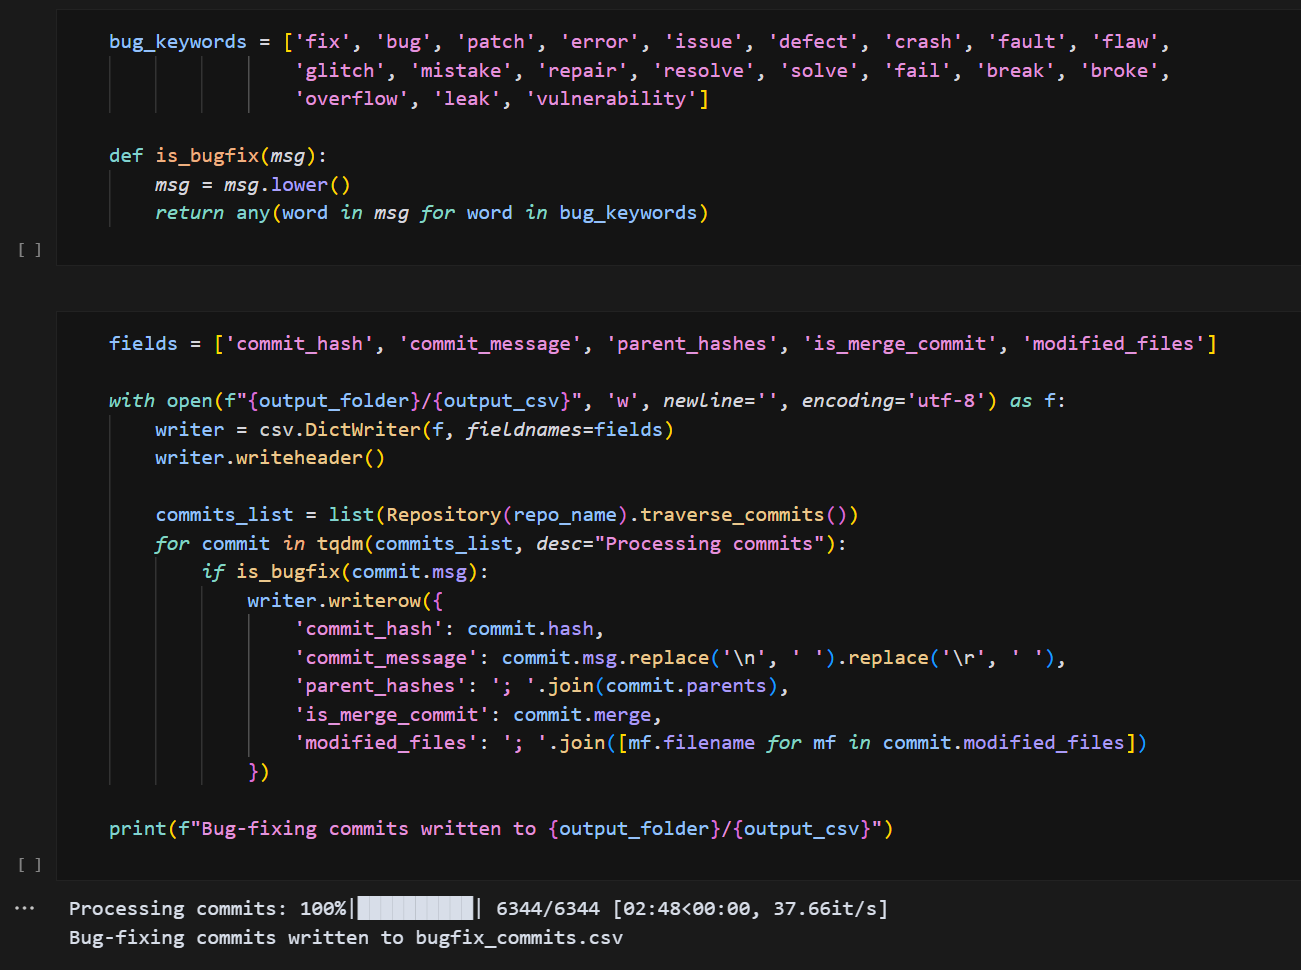 bug_keywords = ['fix', 'bug', 'patch', 'error', 'issue', 'defect', 'crash', 'fault', 'flaw',
'glitch', 'mistake', 'repair', 'resolve', 'solve', 'fail', 'break', 'broke',
'overflow', 'leak', 'vulnerability']
def is_bugfix(msg):
msg = msg.lower()
return any(word in msg for word in bug_keywords)
[ ]
fields = ['commit_hash', 'commit_message', 'parent_hashes', 'is_merge_commit', 'modified_files']
with open(f"{output_folder}/{output_csv}", 'w', newline='', encoding='utf-8') as f:
writer = csv.DictWriter(f, fieldnames=fields)
writer.writeheader()
commits_list = list(Repository(repo_name).traverse_commits())
for commit in tqdm(commits_list, desc="Processing commits"):
if is_bugfix(commit.msg):
writer.writerow({
'commit_hash': commit.hash,
'commit_message': commit.msg.replace('\n', ' ').replace('\r', ' '),
'parent_hashes': '; '.join(commit.parents),
'is_merge_commit': commit.merge,
'modified_files': '; '.join([mf.filename for mf in commit.modified_files])
})
print(f"Bug-fixing commits written to {output_folder}/{output_csv}")
[ ]
Processing commits: 100%|██████████| 6344/6344 [02:48<00:00, 37.66it/s]
Bug-fixing commits written to bugfix_commits.csv